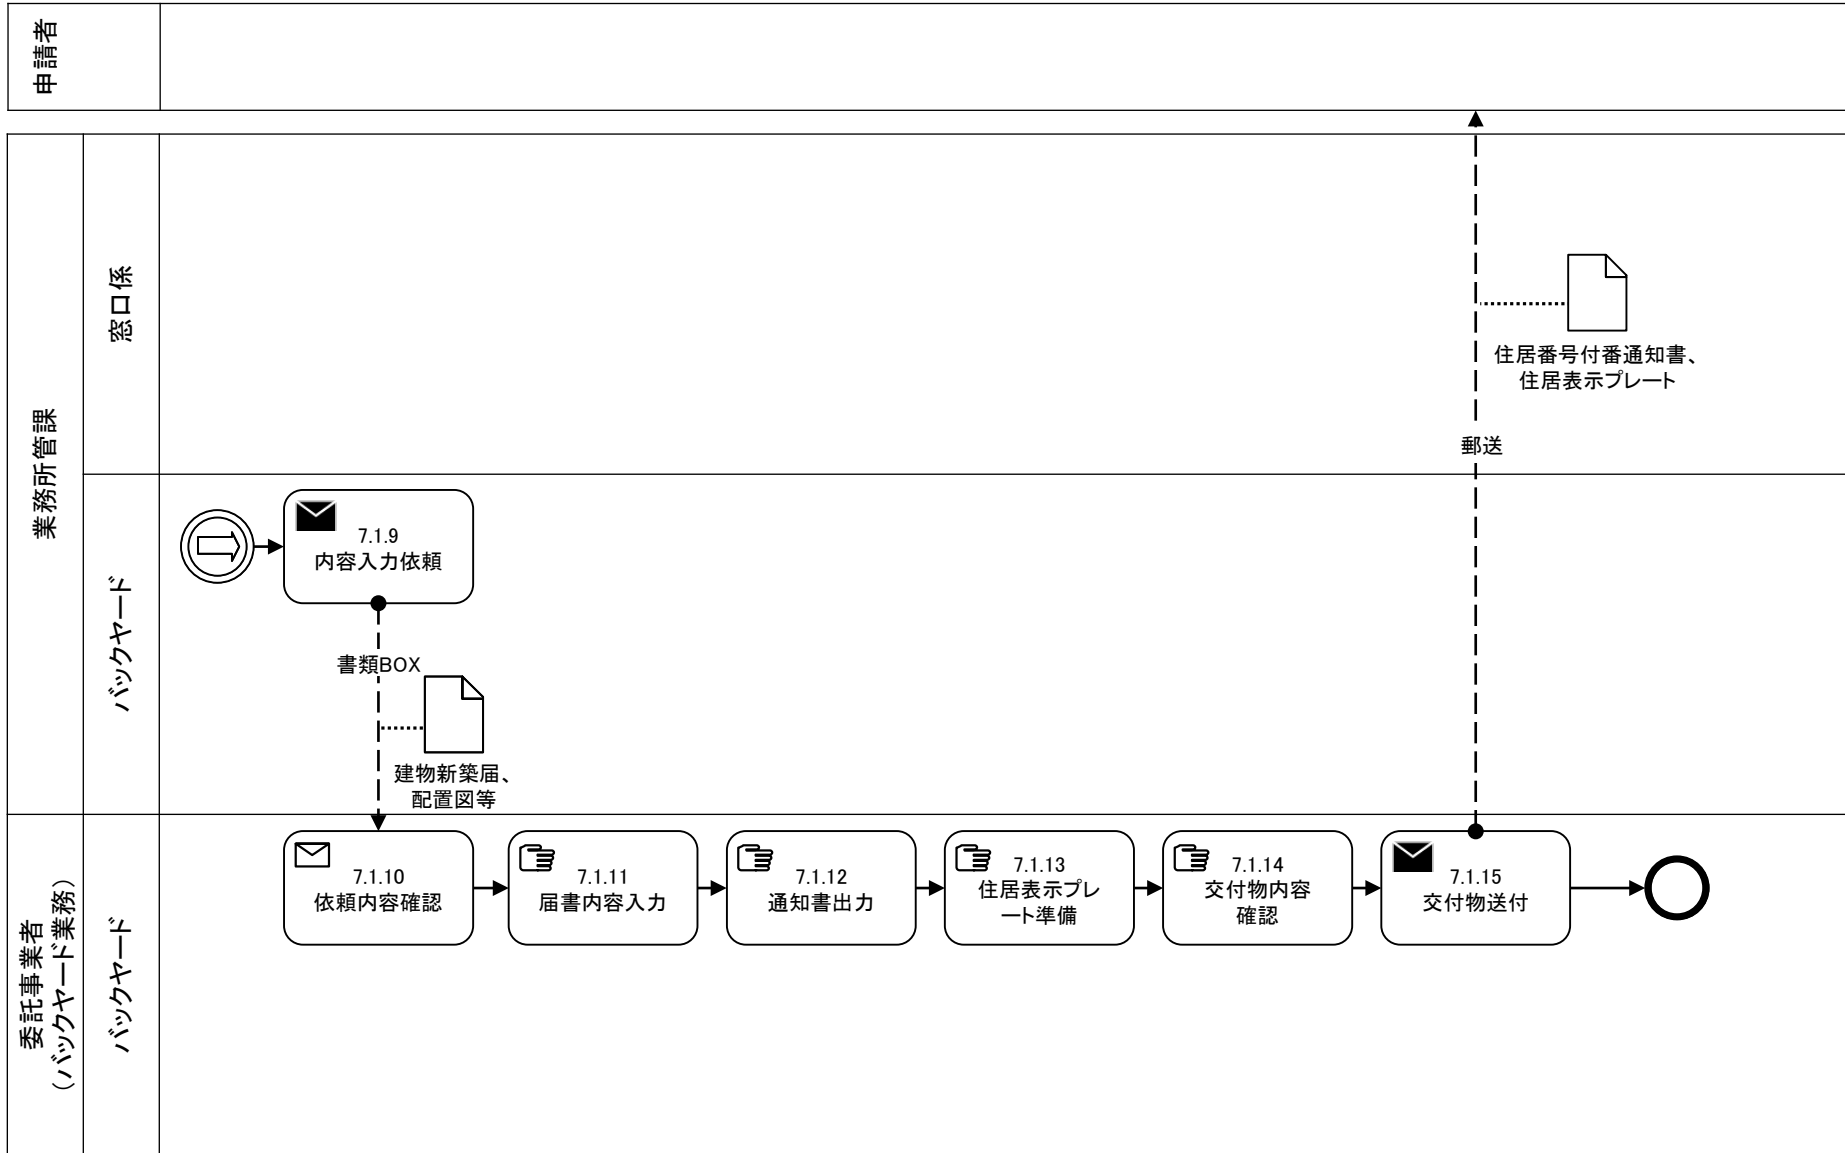 申請者
業務所管課
窓口係
住居番号付番通知書、
住居表示プレート
郵送
バックヤード
7.1.9
内容入力依頼
書類BOX
建物新築届、
配置図等
委託事業者
（バックヤード業務）
バックヤード
7.1.10
依頼内容確認
7.1.11
届書内容入力
7.1.12
通知書出力
7.1.13
住居表示プレ
ート準備
7.1.14
交付物内容
確認
7.1.15
交付物送付